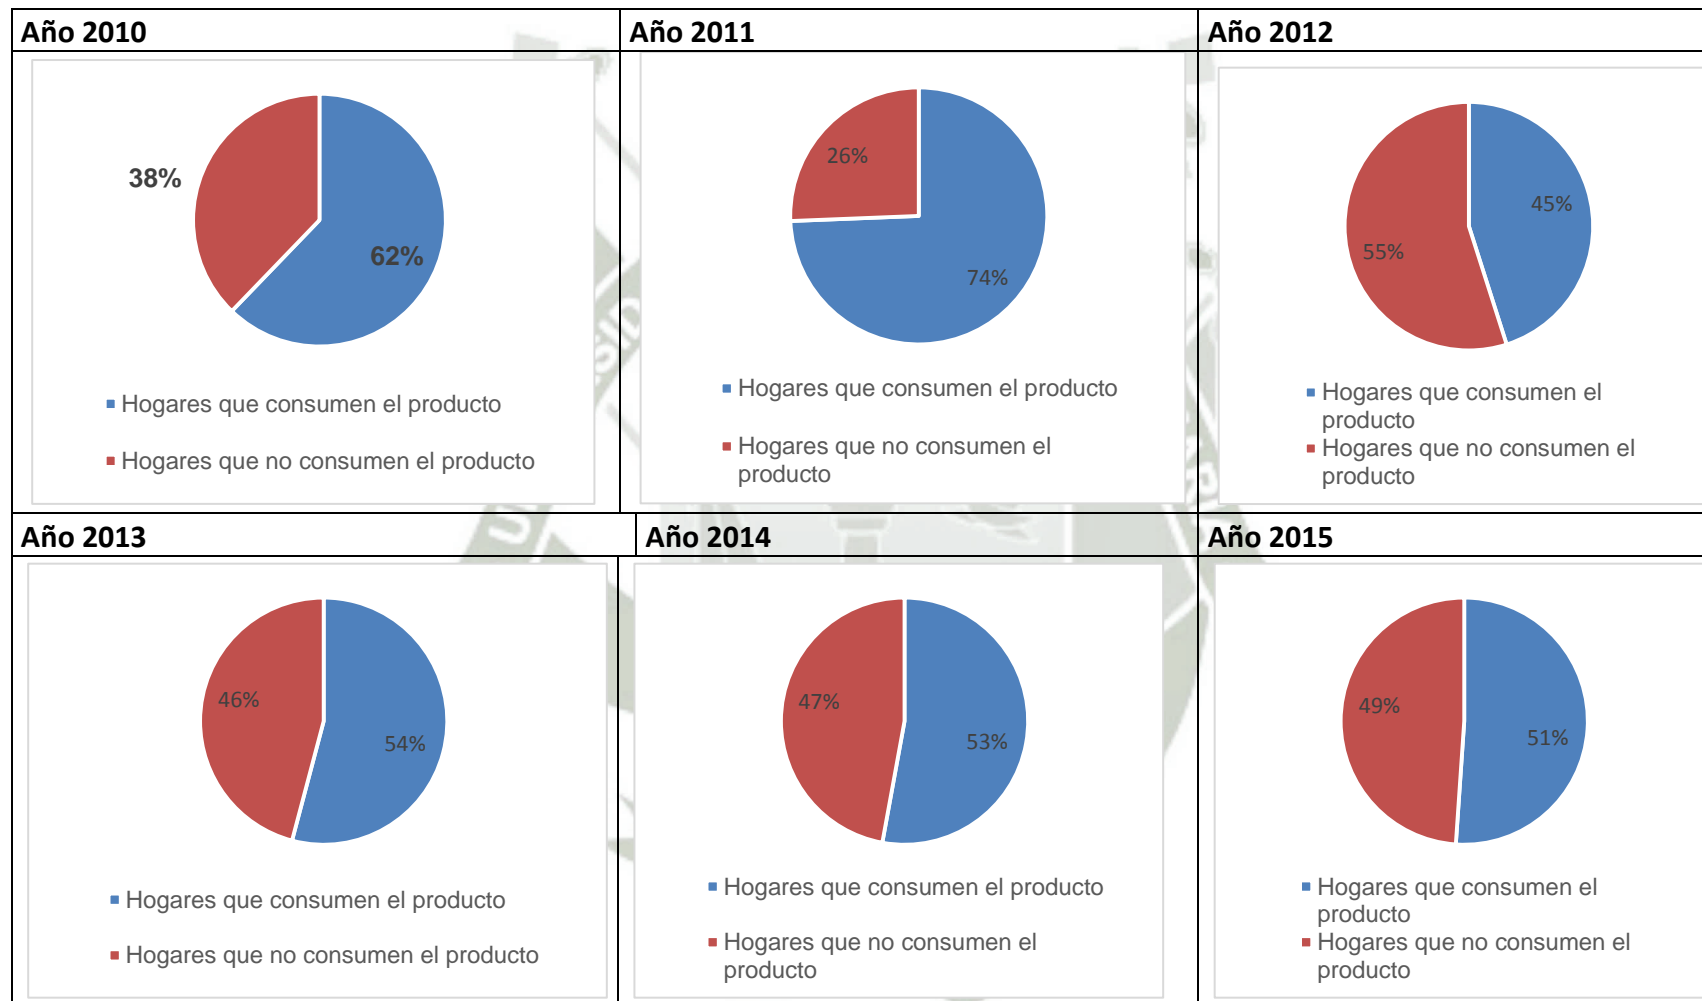 Año 2010
Año 2011
Año 2012
38%
62%
Hogares que consumen el producto
Hogares que no consumen el producto
26%
74%
Hogares que consumen el producto
Hogares que no consumen el
producto
45%
55%
Hogares que consumen el
producto
Hogares que no consumen el
producto
Año 2013
Año 2014
Año 2015
46%
54%
Hogares que consumen el producto
Hogares que no consumen el producto
47%
53%
Hogares que consumen el producto
Hogares que no consumen el
producto
49%
51%
Hogares que consumen el
producto
Hogares que no consumen el
producto